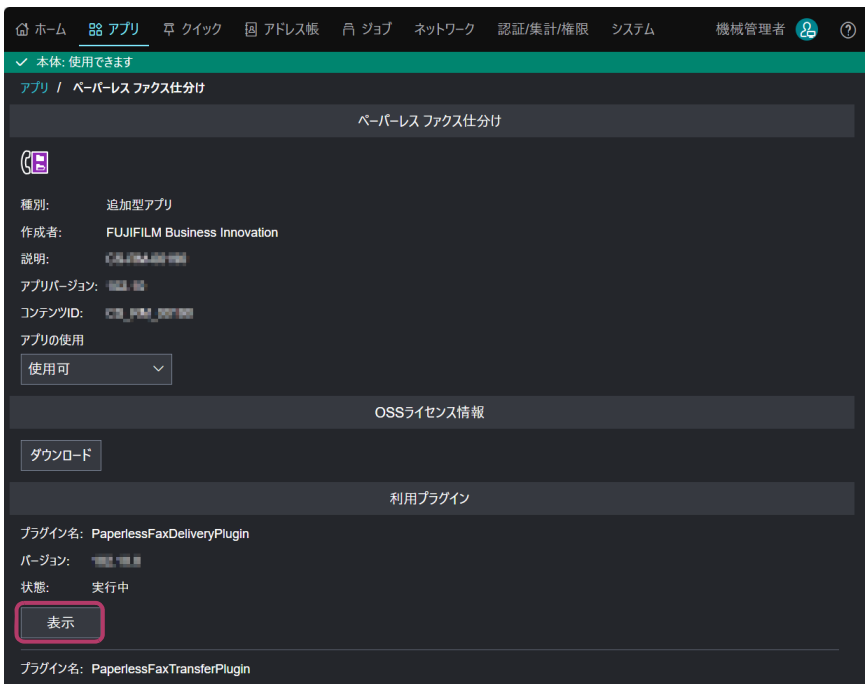 ホーム アプリ クイック アドレス帳 ジョブ ネットワーク 認証/集計/権限 システム 機械管理者
本体: 使用できます
アプリ / ペーパーレス ファクス仕分け
ペーパーレス ファクス仕分け
種別: 追加型アプリ
作成者: FUJIFILM Business Innovation
説明:
アプリバージョン:
コンテンツID:
アプリの使用
使用可
OSSライセンス情報
ダウンロード
利用プラグイン
プラグイン名: PaperlessFaxDeliveryPlugin
バージョン:
状態: 実行中
表示
プラグイン名: PaperlessFaxTransferPlugin